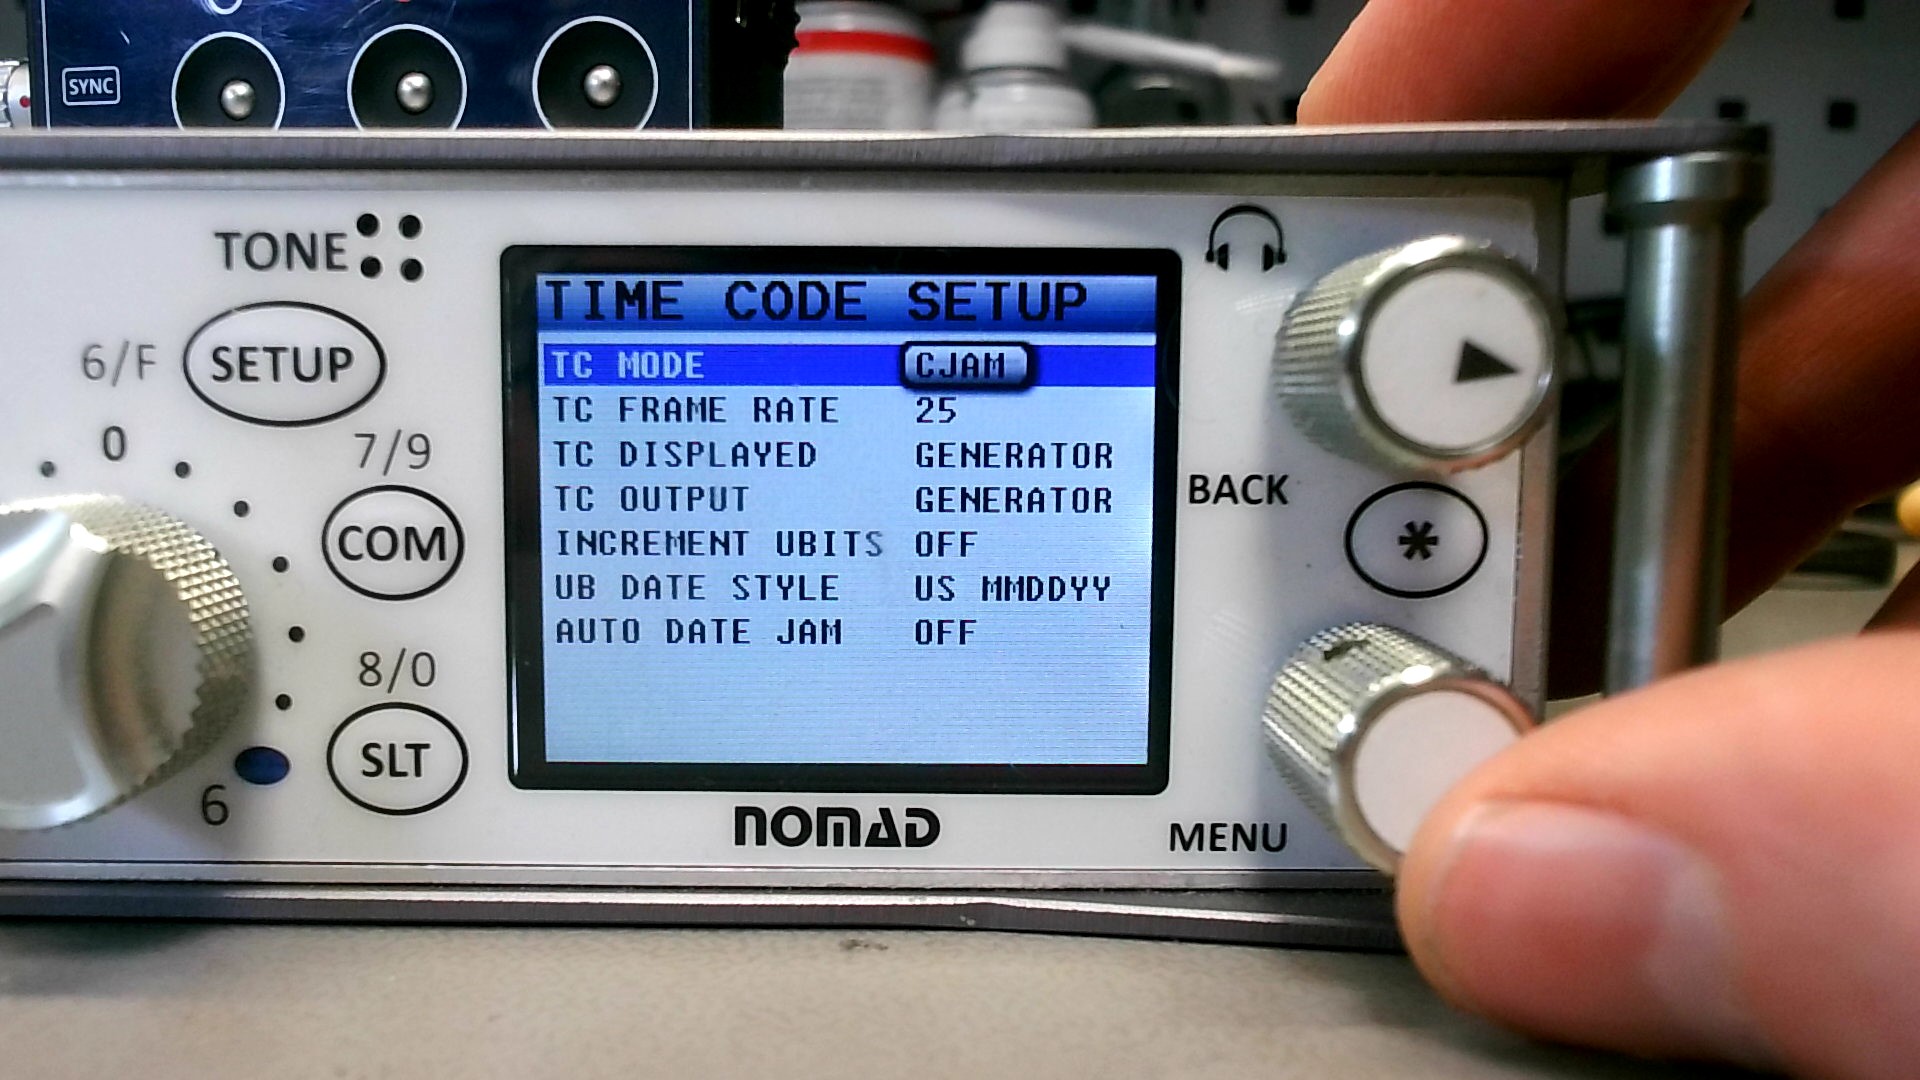 SYNC
TONE
6/F SETUP
0
7/9
COM
8/0
SLT
6
TIME CODE SETUP
TC MODE CJAM
TC FRAME RATE 25
TC DISPLAYED GENERATOR
TC OUTPUT GENERATOR
INCREMENT UBITS OFF
UB DATE STYLE US MMDDYY
AUTO DATE JAM OFF
NOMAD
BACK
*
MENU